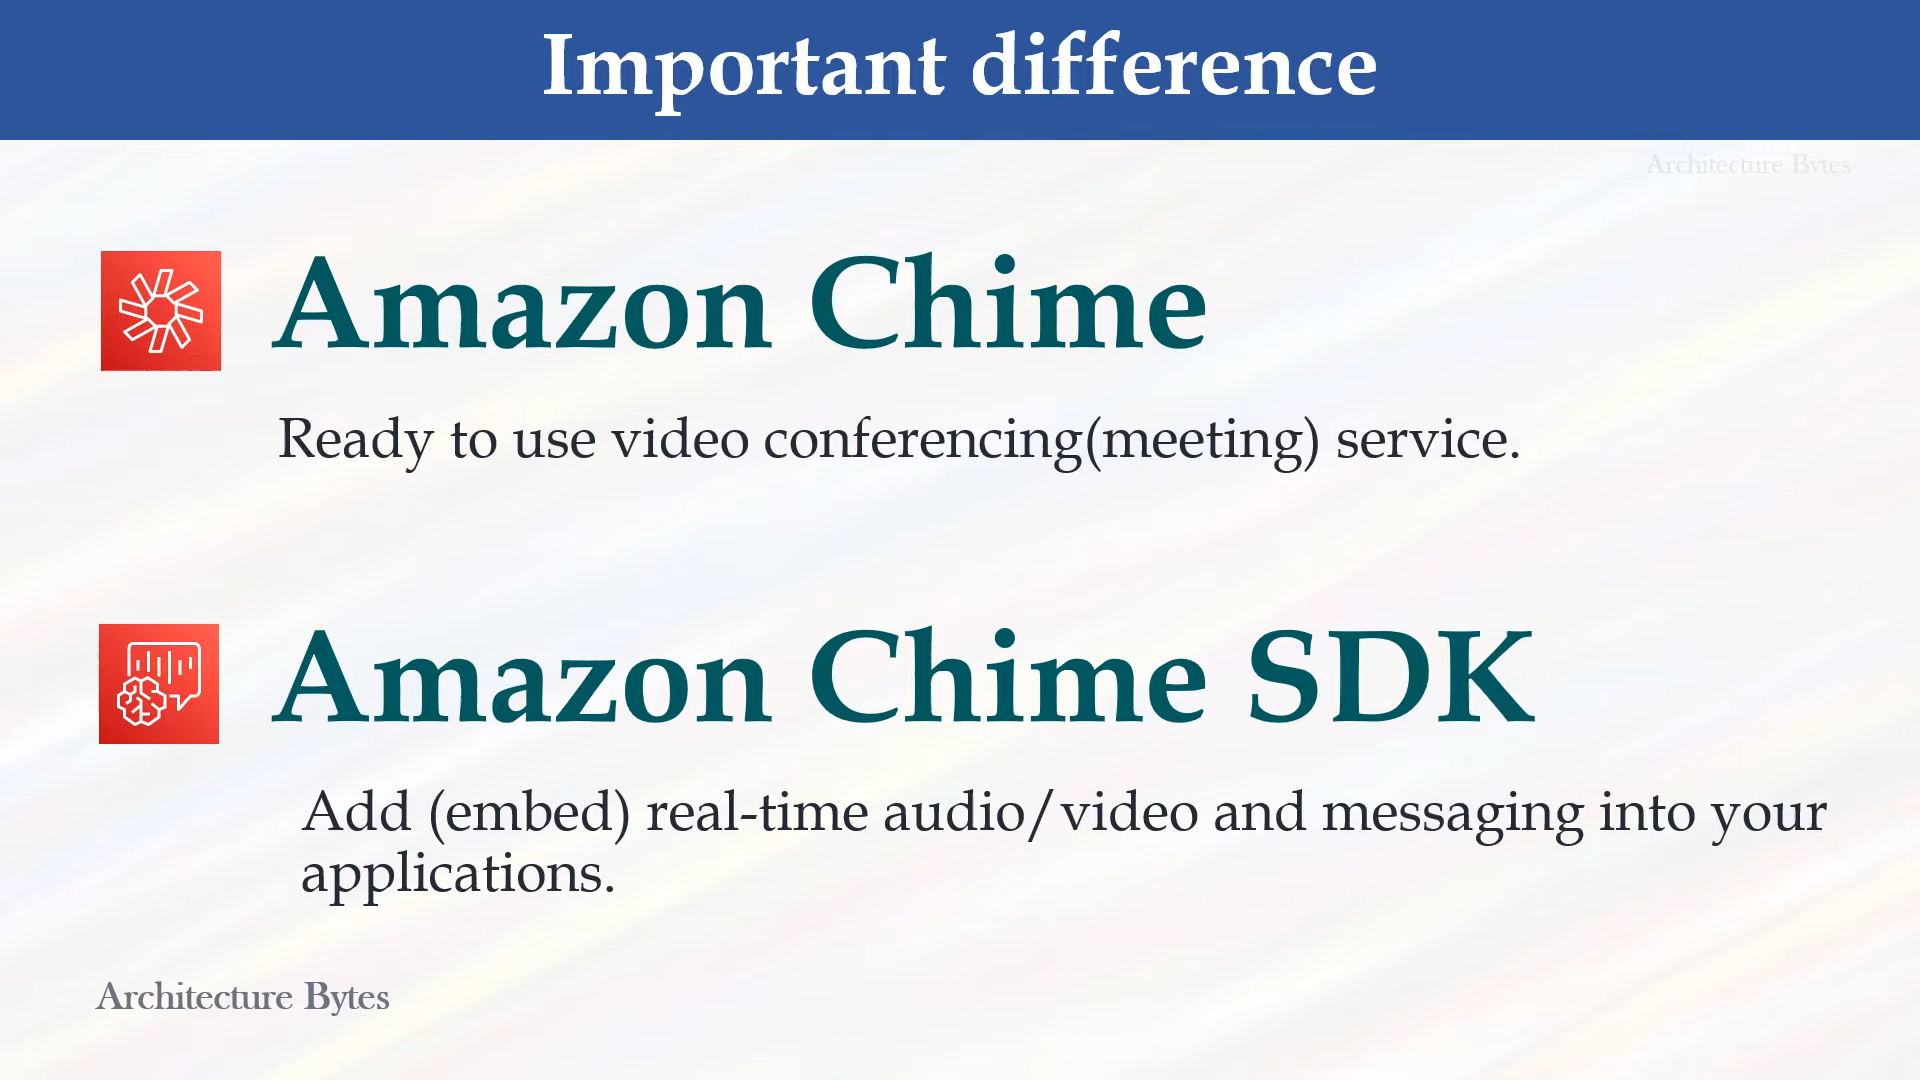 Important difference
Architecture Bytes
Amazon Chime
Ready to use video conferencing(meeting) service.
Amazon Chime SDK
Add (embed) real-time audio/video and messaging into your
applications.
Architecture Bytes